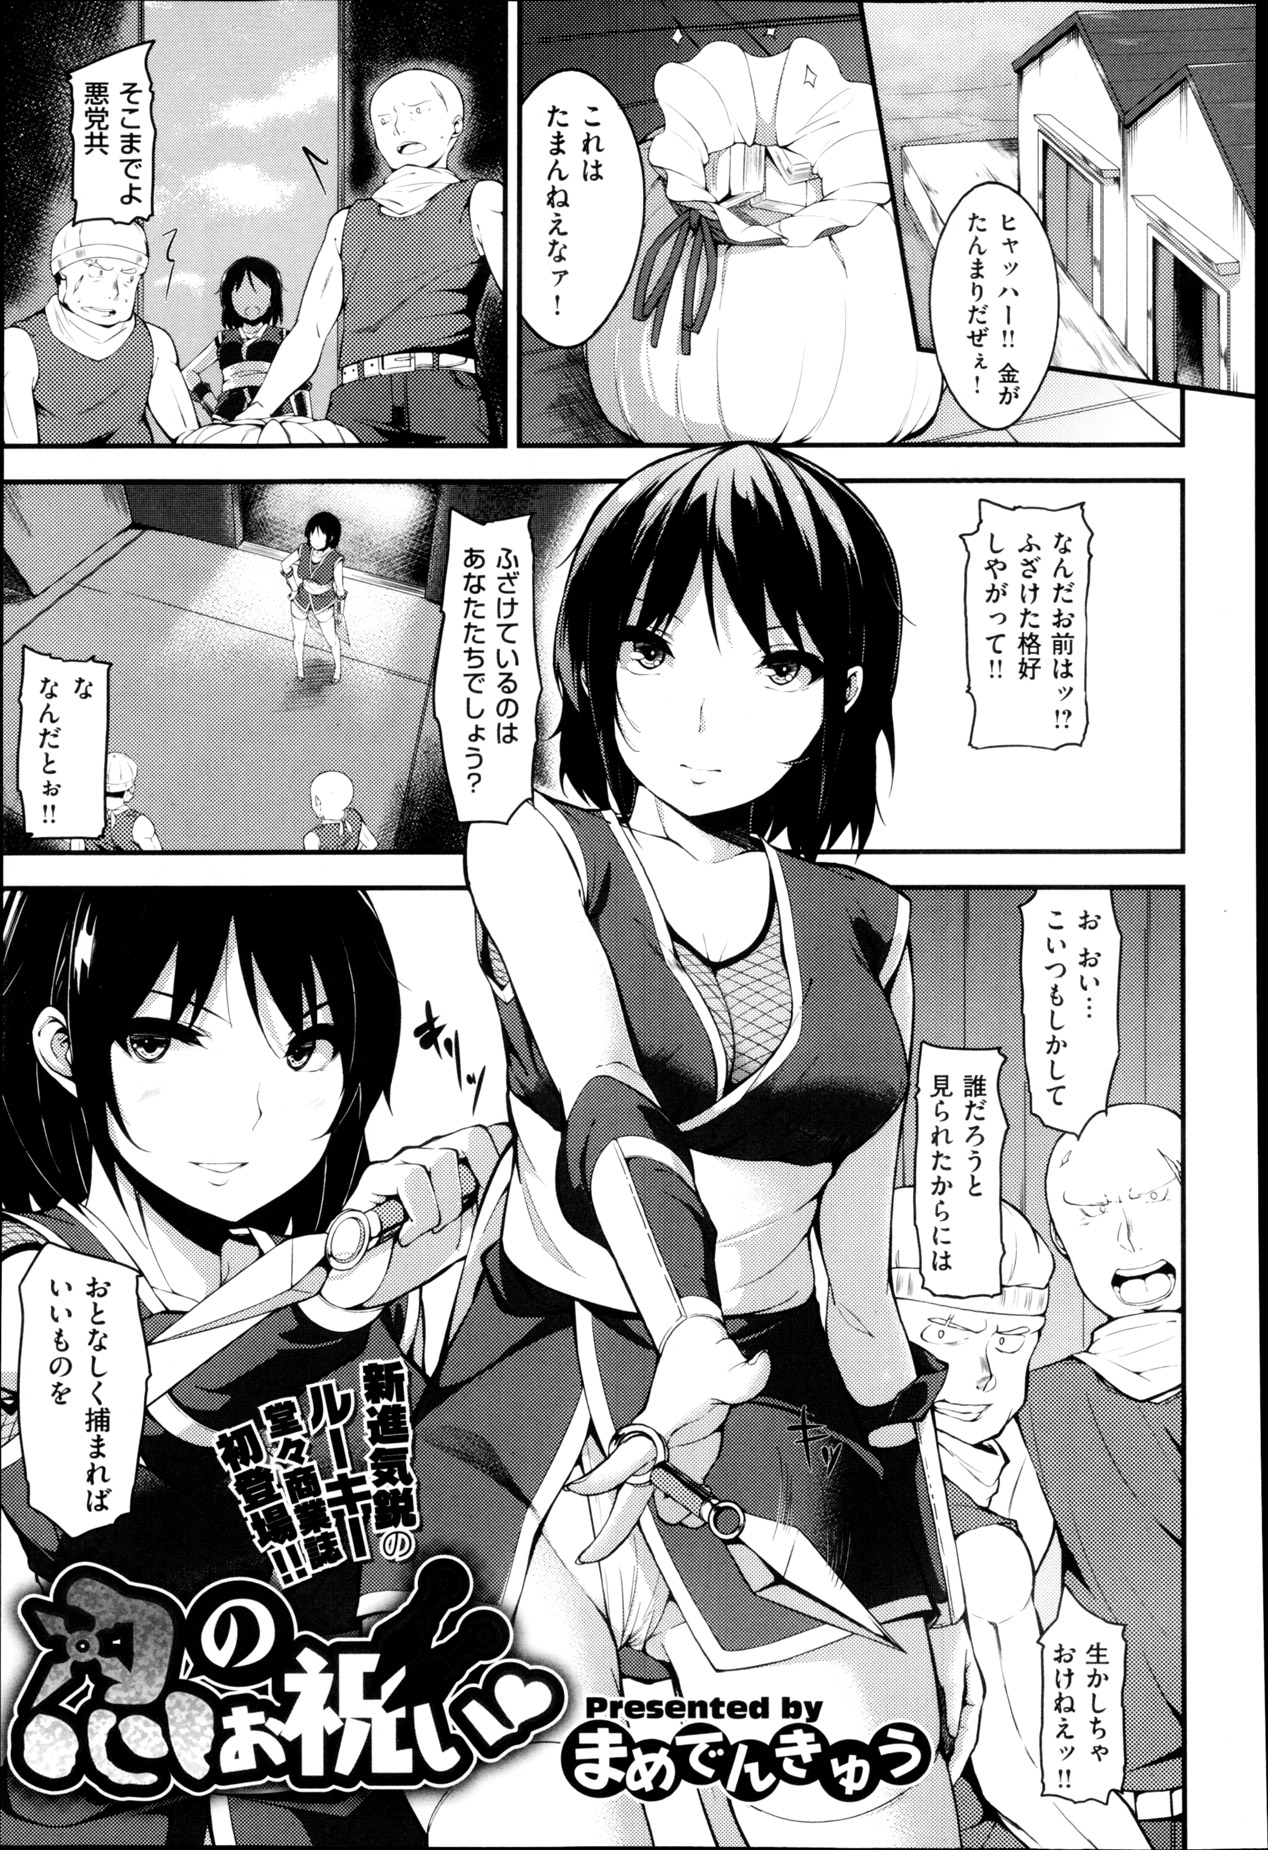 ヒャッハー!! 金が
たんまりだぜぇ!
これは
たまんねえなァ!
そこまでよ
悪党共
なんだお前はッ!?
ふざけた格好
しやがって!!
ふざけているのは
あなたたちでしょう?
な
なんだとぉ!!
お おい…
こいつもしかして
誰だろうと
見られたからには
生かしちゃ
おけねえッ!!
ギッ
おとなしく捕まれば
いいものを
新進気鋭の
ルーキー
堂々商業誌
初登場!!
忍の
お祝い♡
Presented by
まめでんきゅう